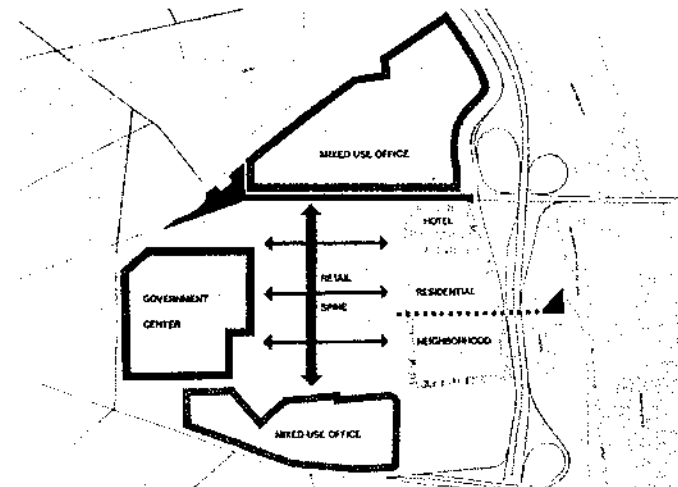 MIXED USE OFFICE
HOTEL
RETAIL
SPINE
RESIDENTIAL
NEIGHBORHOOD
GOVERNMENT
CENTER
MIXED-USE OFFICE